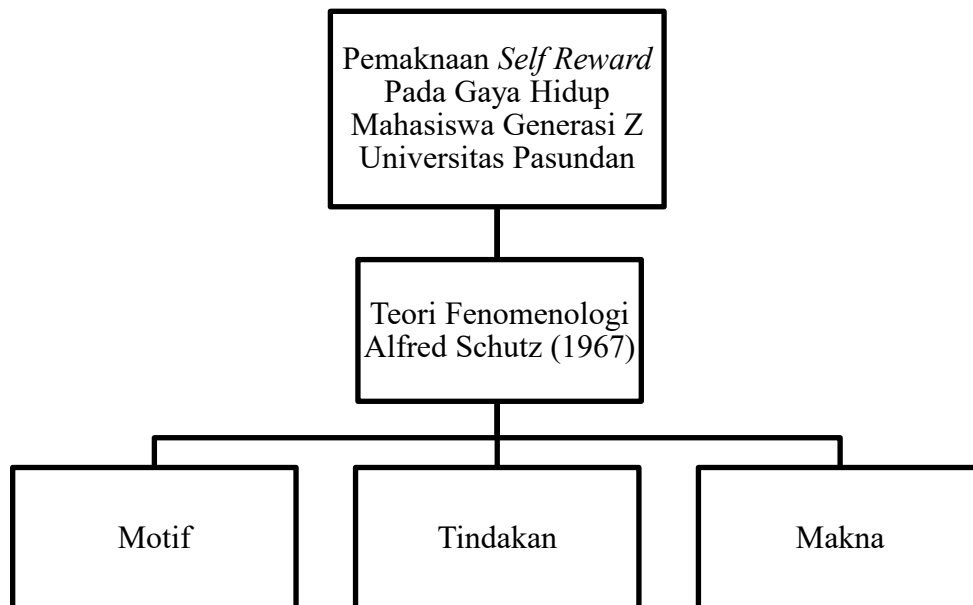 Pemaknaan Self Reward
Pada Gaya Hidup
Mahasiswa Generasi Z
Universitas Pasundan
Teori Fenomenologi
Alfred Schutz (1967)
Motif
Tindakan
Makna